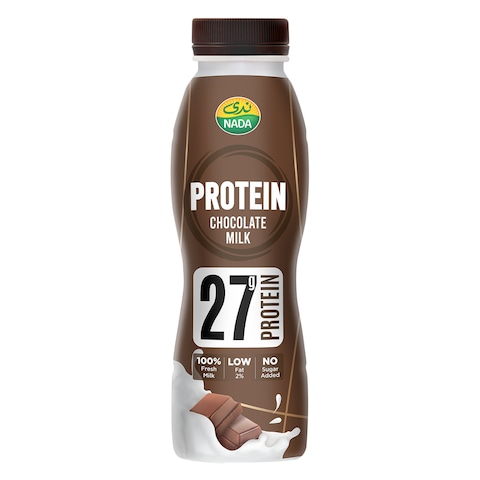 ندى
NADA
PROTEIN
CHOCOLATE
MILK
27g
PROTEIN
100%
Fresh
Milk
LOW
Fat
2%
NO
Sugar
Added